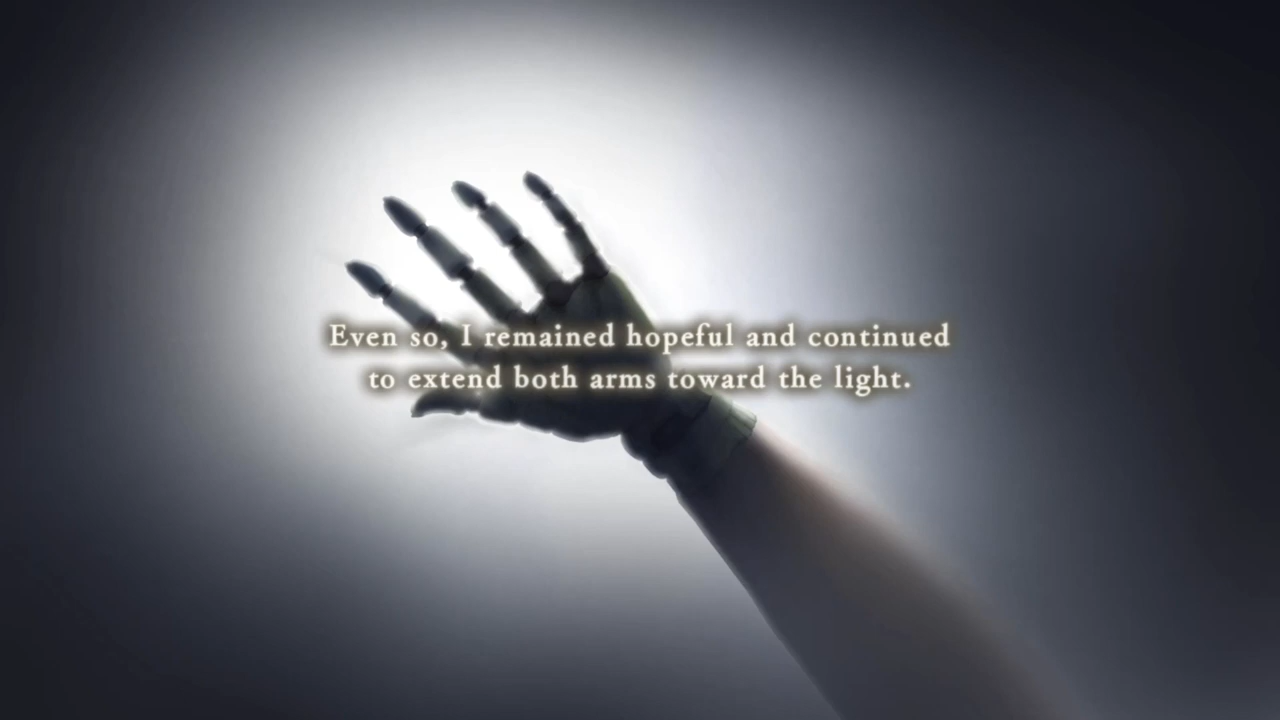 Even so, I remained hopeful and continued
to extend both arms toward the light.